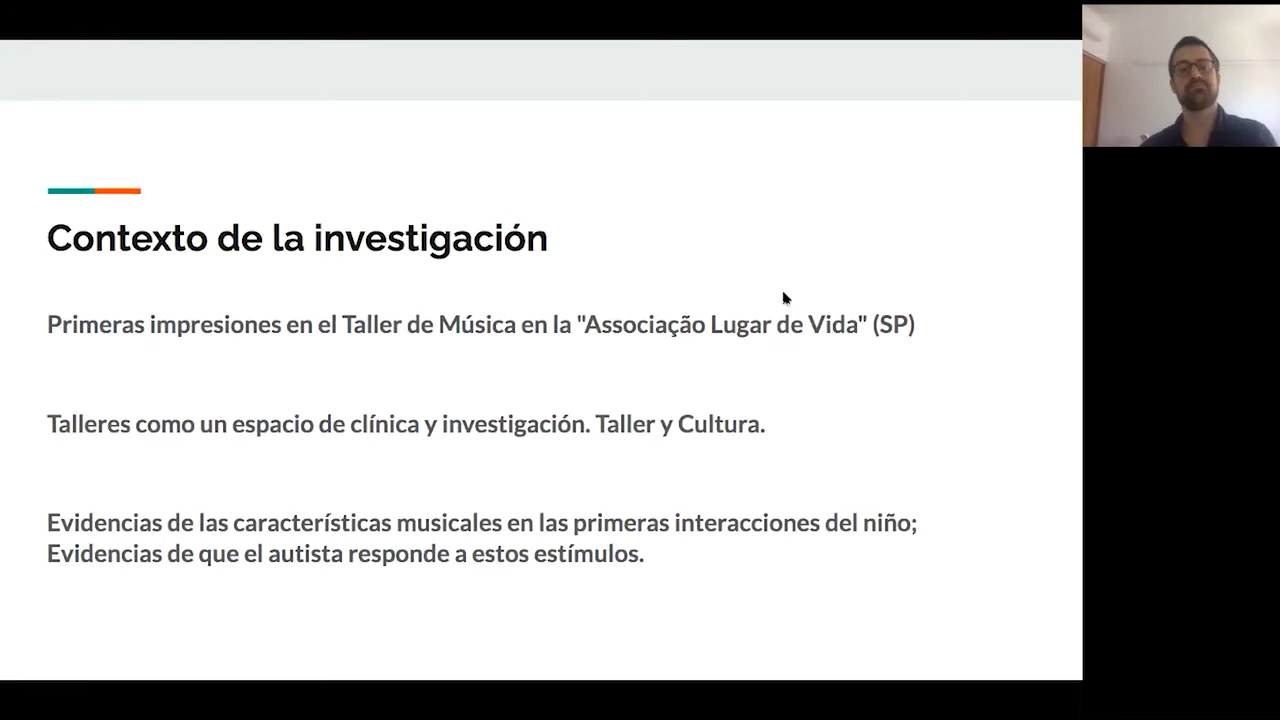 Contexto de la investigación
Primeras impresiones en el Taller de Música en la "Associação Lugar de Vida" (SP)
Talleres como un espacio de clínica y investigación. Taller y Cultura.
Evidencias de las características musicales en las primeras interacciones del niño;
Evidencias de que el autista responde a estos estímulos.